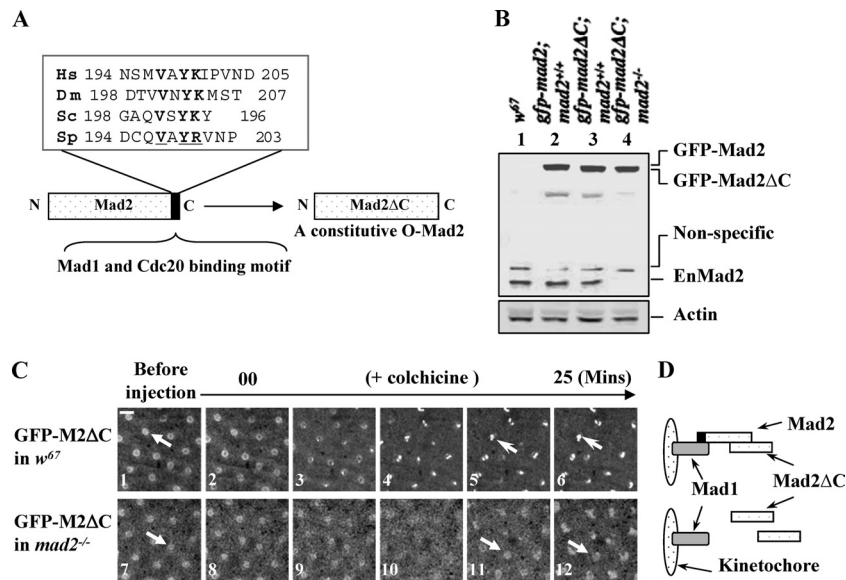 A
Hs 194 NSMVAYKIPVND 205
Dm 198 DTVVNYKMST 207
Sc 198 GAQVSYKY 196
Sp 194 DCQVAYRVNP 203
N Mad2 C N Mad2ΔC C
A constitutive O-Mad2
Mad1 and Cdc20 binding motif
B
w67
gfp-mad2; mad2+/+
gfp-mad2ΔC; mad2+/+
gfp-mad2ΔC; mad2-/-
1 2 3 4
GFP-Mad2
GFP-Mad2ΔC
Non-specific
EnMad2
Actin
C
Before injection
00 (+ colchicine ) 25 (Mins)
GFP-M2ΔC in w67
1 2 3 4 5 6
GFP-M2ΔC in mad2-/-
7 8 9 10 11 12
D
Mad2
Mad2ΔC
Mad1
Kinetochore